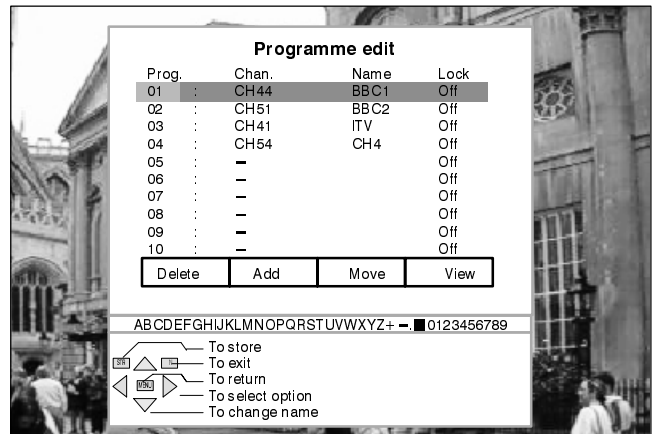 Programme edit
Prog. Chan. Name Lock
01 : CH44 BBC1 Off
02 : CH51 BBC2 Off
03 : CH41 ITV Off
04 : CH54 CH4 Off
05 : – Off
06 : – Off
07 : – Off
08 : – Off
09 : – Off
10 : – Off
Delete Add Move View
ABCDEFGHIJKLMNOPQRSTUVWXYZ+–.■0123456789
To store
STR To exit
MENU To return
To select option
To change name